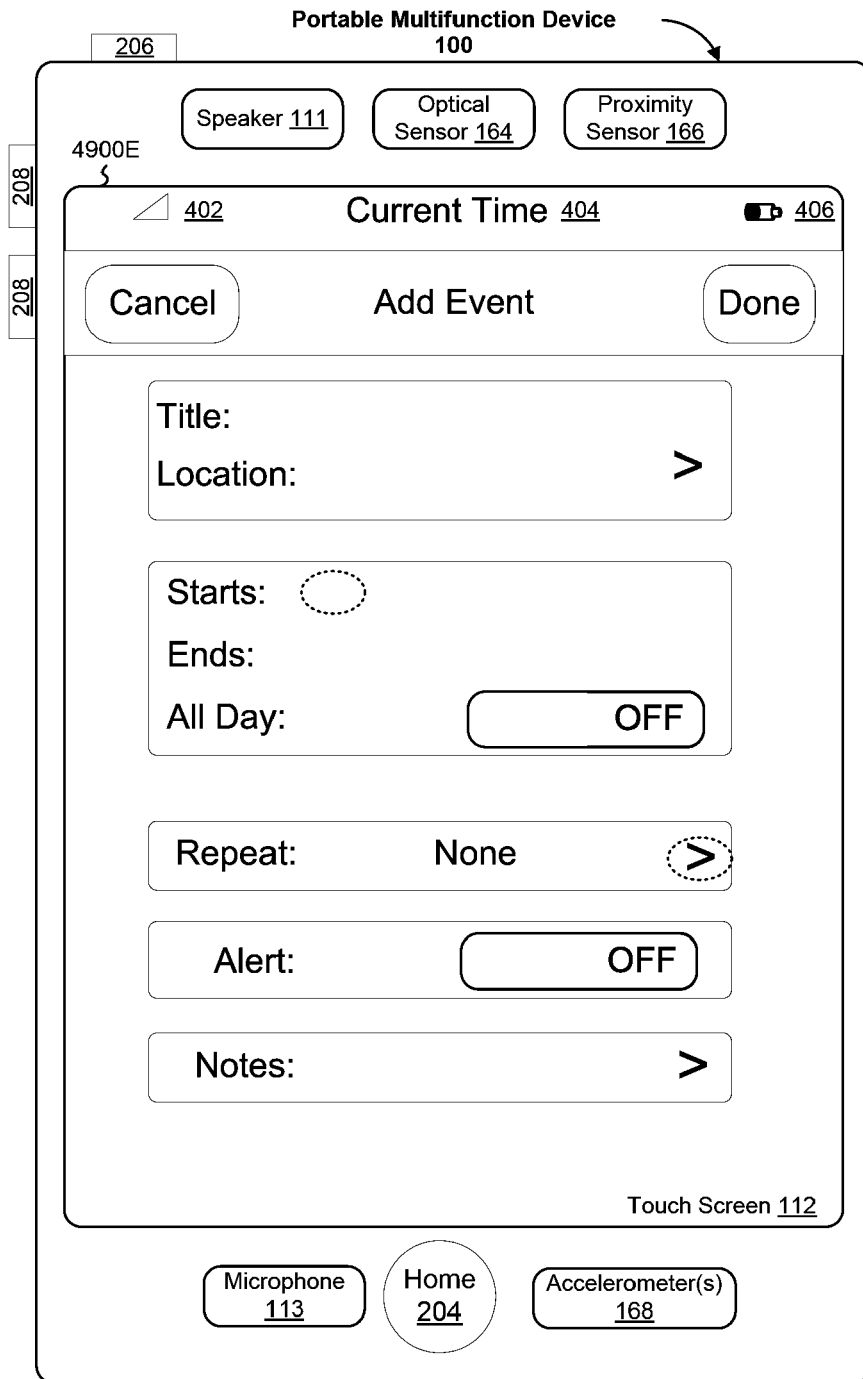 Portable Multifunction Device
100
206
Speaker 111
Optical
Sensor 164
Proximity
Sensor 166
4900E
208
208
402
Current Time 404
406
Cancel
Add Event
Done
Title:
Location:
>
Starts:
Ends:
All Day:
OFF
Repeat:
None
>
Alert:
OFF
Notes:
>
Touch Screen 112
Microphone
113
Home
204
Accelerometer(s)
168